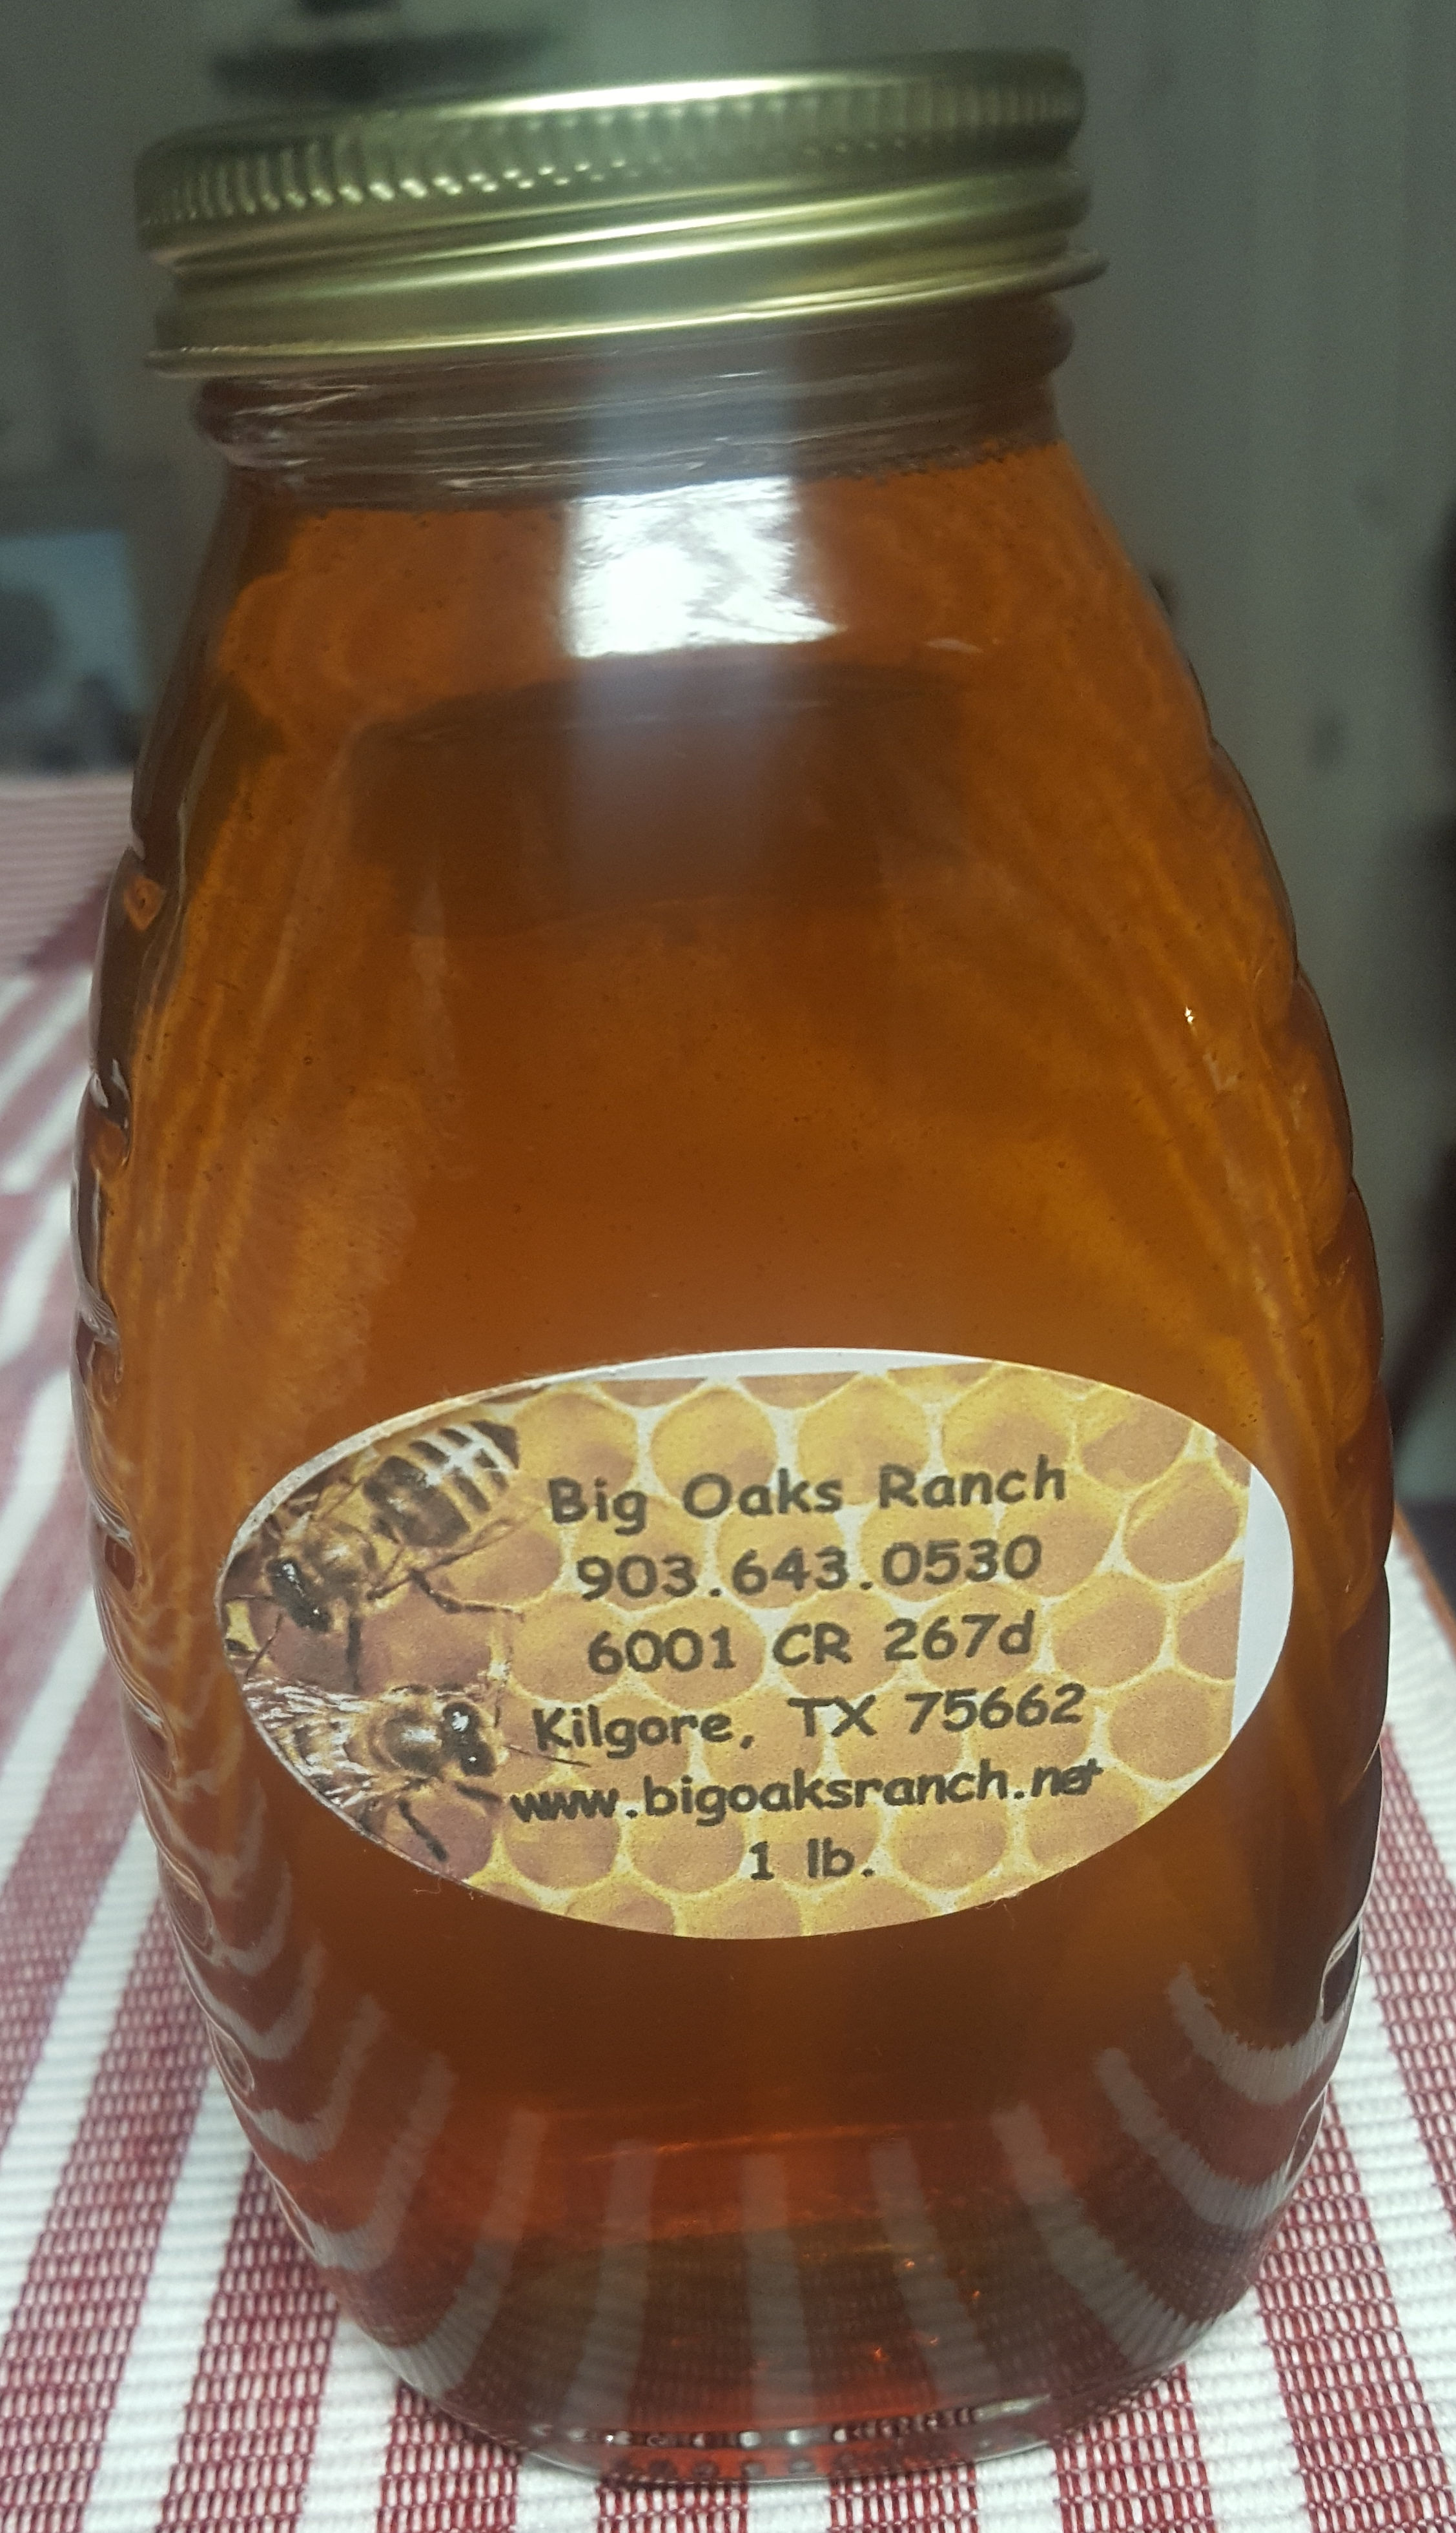 Big Oaks Ranch
903.643.0530
6001 CR 267d
Kilgore, TX 75662
www.bigoaksranch.net
1 lb.